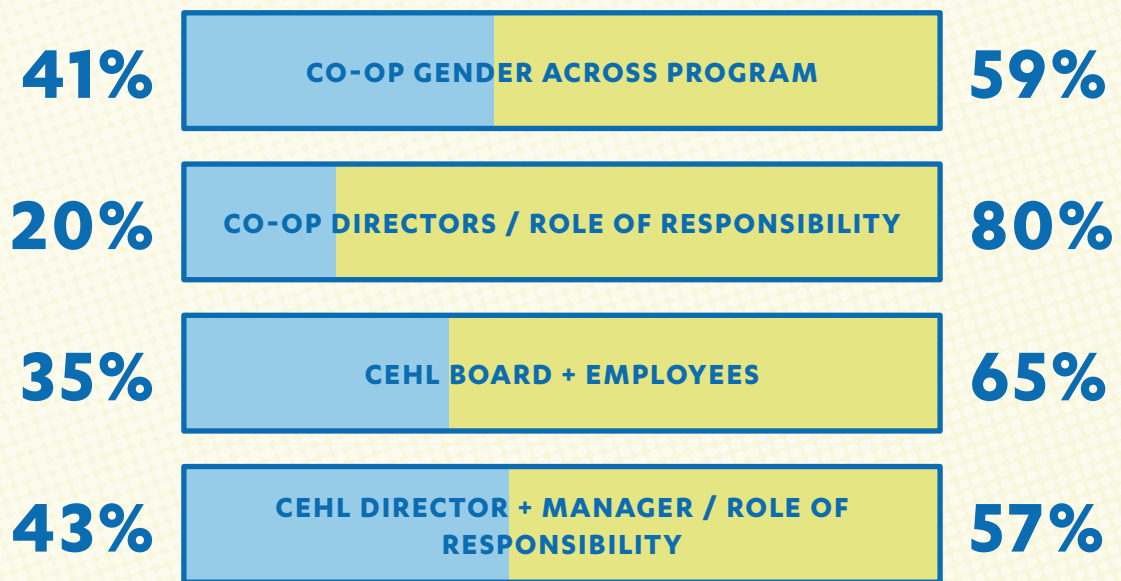 41% CO-OP GENDER ACROSS PROGRAM 59%
20% CO-OP DIRECTORS / ROLE OF RESPONSIBILITY 80%
35% CEHL BOARD + EMPLOYEES 65%
43% CEHL DIRECTOR + MANAGER / ROLE OF
RESPONSIBILITY 57%